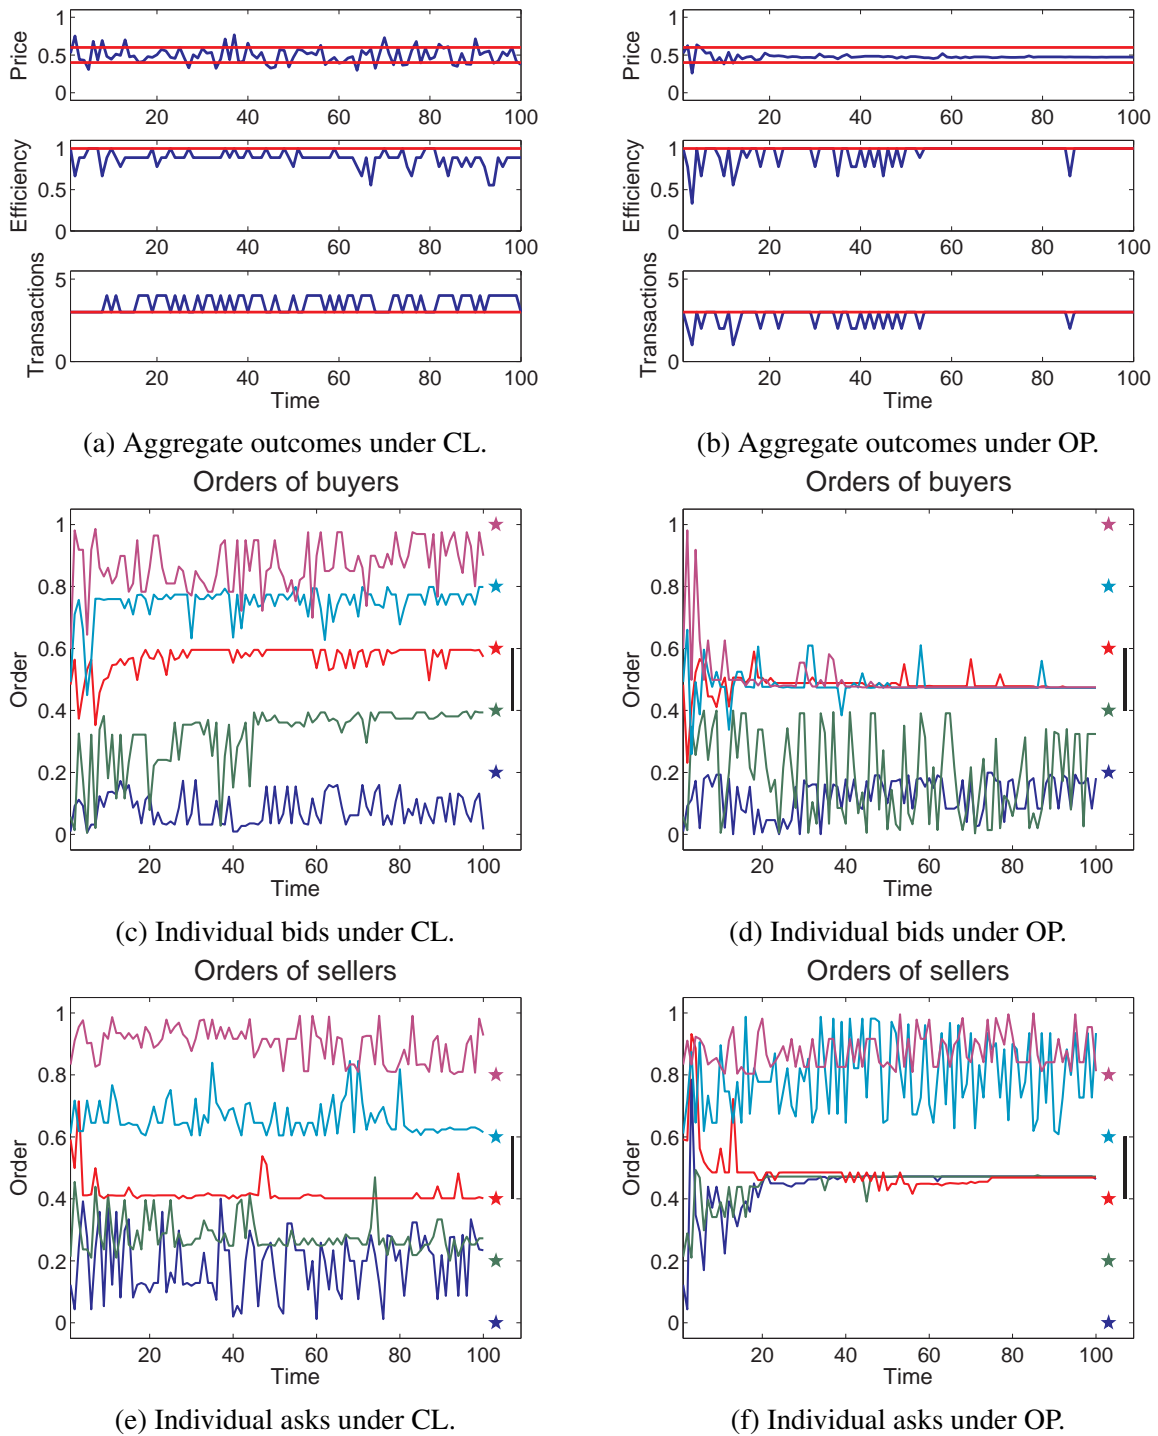 1
0.5
0
Price
20 40 60 80 100
1
0.5
0
Efficiency
20 40 60 80 100
5
0
Transactions
20 40 60 80 100
Time
(a) Aggregate outcomes under CL.
1
0.5
0
Price
20 40 60 80 100
1
0.5
0
Efficiency
20 40 60 80 100
5
0
Transactions
20 40 60 80 100
Time
(b) Aggregate outcomes under OP.
Orders of buyers
1
0.8
0.6
0.4
0.2
0
Order
20 40 60 80 100
Time
(c) Individual bids under CL.
Orders of buyers
1
0.8
0.6
0.4
0.2
0
Order
20 40 60 80 100
Time
(d) Individual bids under OP.
Orders of sellers
1
0.8
0.6
0.4
0.2
0
Order
20 40 60 80 100
Time
(e) Individual asks under CL.
Orders of sellers
1
0.8
0.6
0.4
0.2
0
Order
20 40 60 80 100
Time
(f) Individual asks under OP.